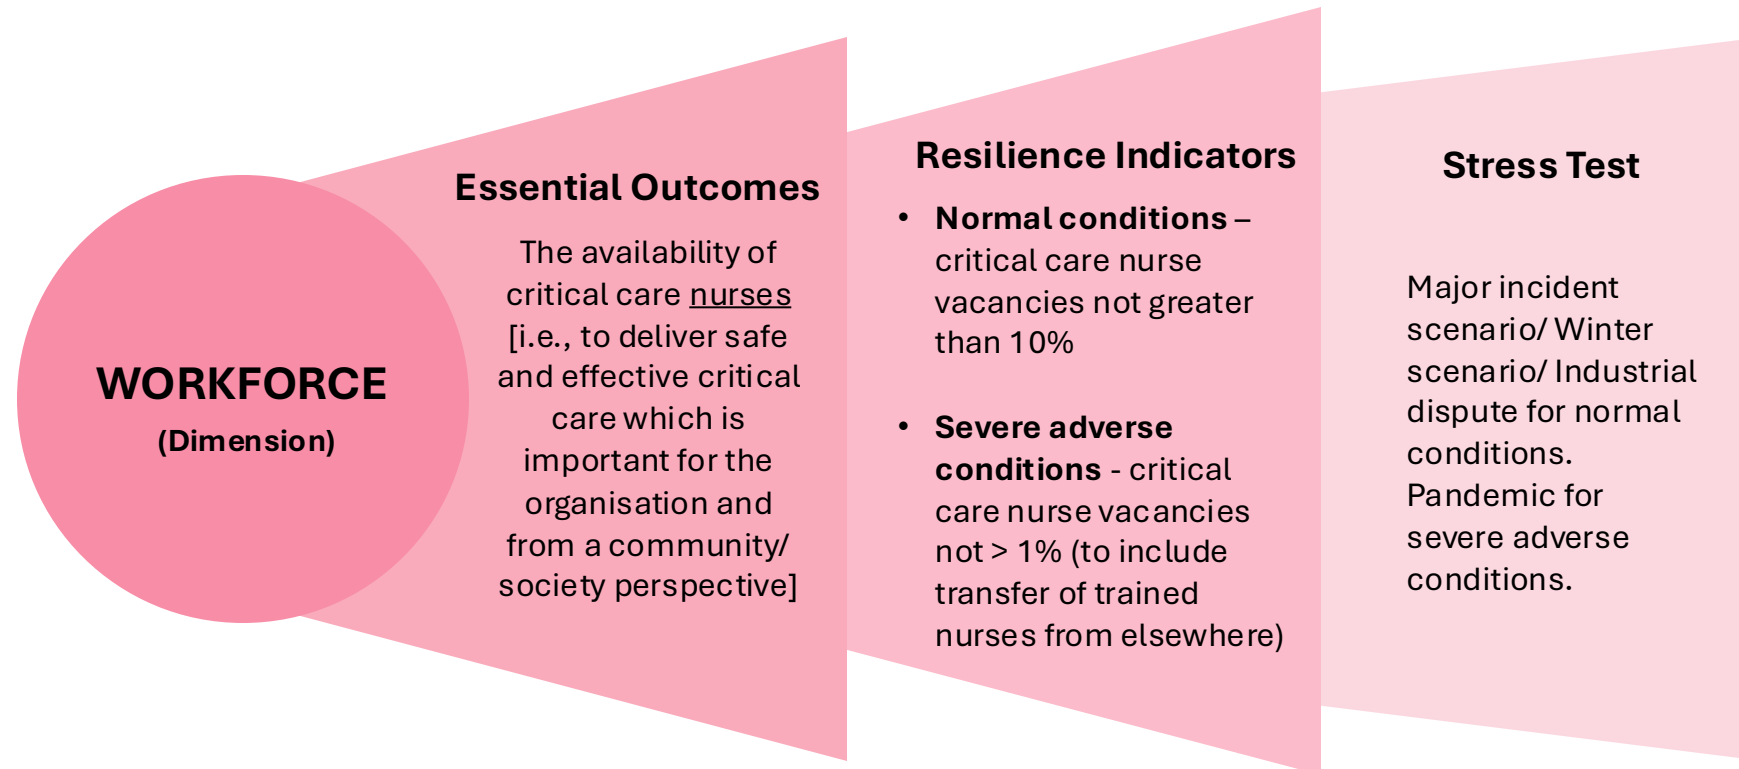 WORKFORCE
(Dimension)
Essential Outcomes
The availability of
critical care nurses
[i.e., to deliver safe
and effective critical
care which is
important for the
organisation and
from a community/
society perspective]
Resilience Indicators
• Normal conditions –
critical care nurse
vacancies not greater
than 10%
• Severe adverse
conditions - critical
care nurse vacancies
not > 1% (to include
transfer of trained
nurses from elsewhere)
Stress Test
Major incident
scenario/ Winter
scenario/ Industrial
dispute for normal
conditions.
Pandemic for
severe adverse
conditions.